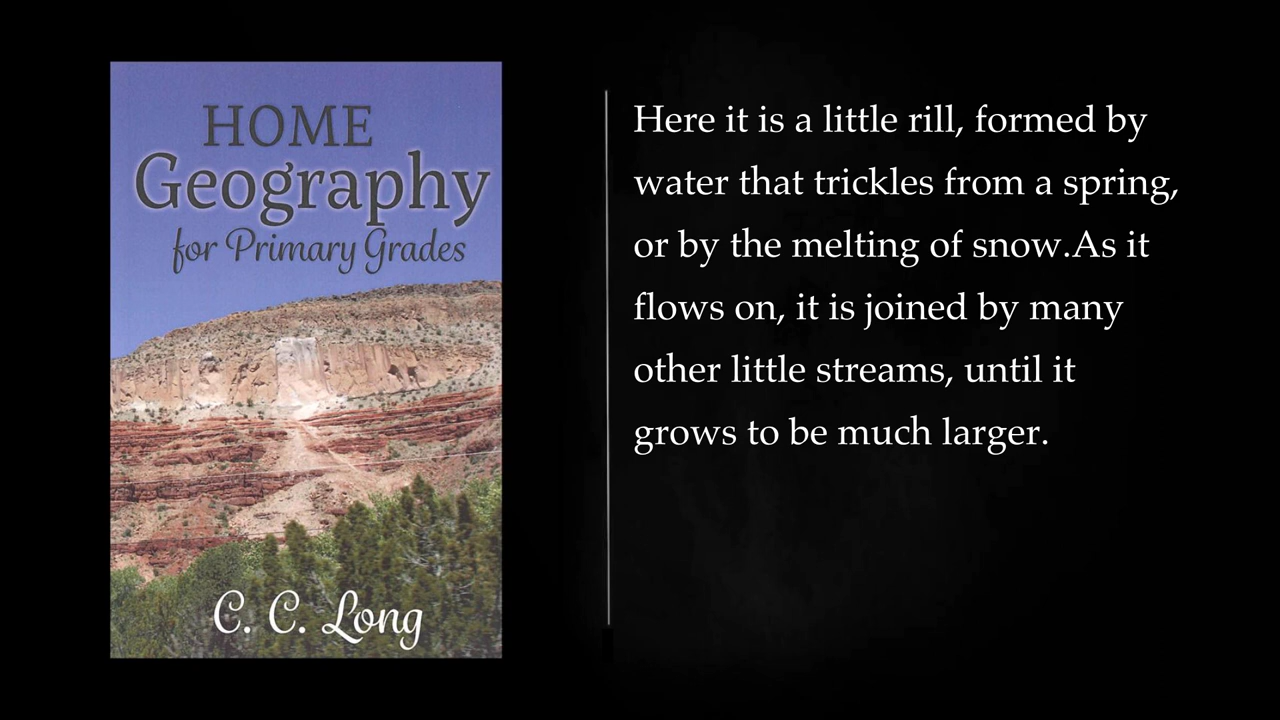 HOME
Geography
for Primary Grades
C. C. Long
Here it is a little rill, formed by
water that trickles from a spring,
or by the melting of snow.As it
flows on, it is joined by many
other little streams, until it
grows to be much larger.